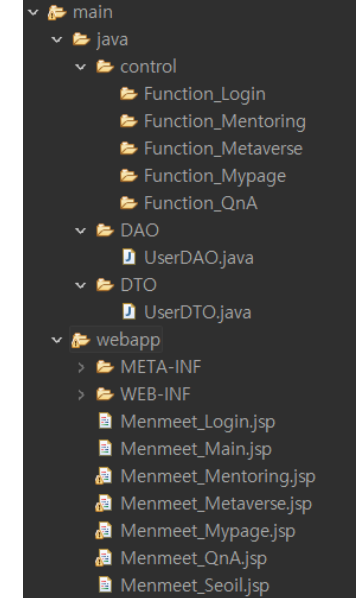 main
java
control
Function_Login
Function_Mentoring
Function_Metaverse
Function_Mypage
Function_QnA
DAO
UserDAO.java
DTO
UserDTO.java
webapp
META-INF
WEB-INF
Menmeet_Login.jsp
Menmeet_Main.jsp
Menmeet_Mentoring.jsp
Menmeet_Metaverse.jsp
Menmeet_Mypage.jsp
Menmeet_QnA.jsp
Menmeet_Seoil.jsp